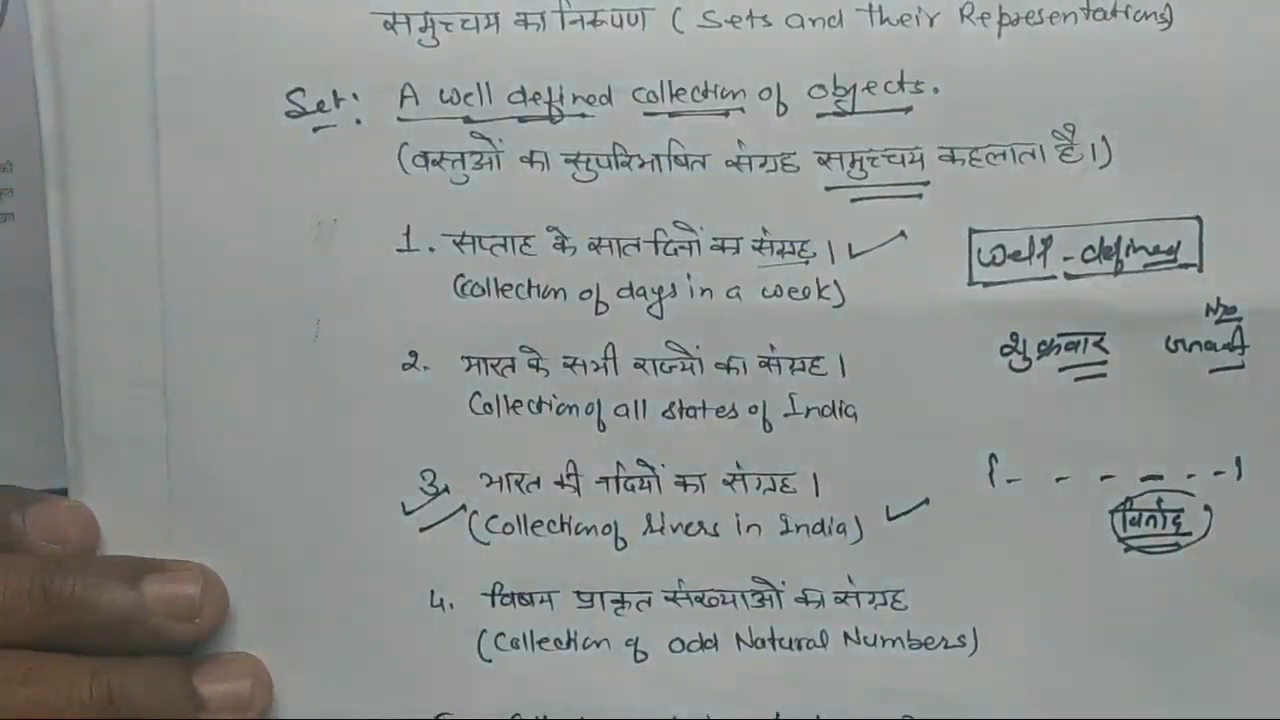 समुच्चय का निरूपण (Sets and their Representations)
Set: A well defined collection of objects.
(वस्तुओं का सुपरिभाषित संग्रह समुच्चय कहलाता है।)
1. सप्ताह के सात दिनों का संग्रह।
well-defined
(collection of days in a week)
शुक्रवार
जनवरी
2. भारत के सभी राज्यों का संग्रह।
Collection of all states of India
3. भारत की नदियों का संग्रह।
{- - - - - - -}
(Collection of rivers in India)
विनोद
4. विषम प्राकृत संख्याओं का संग्रह
(Collection of odd Natural Numbers)